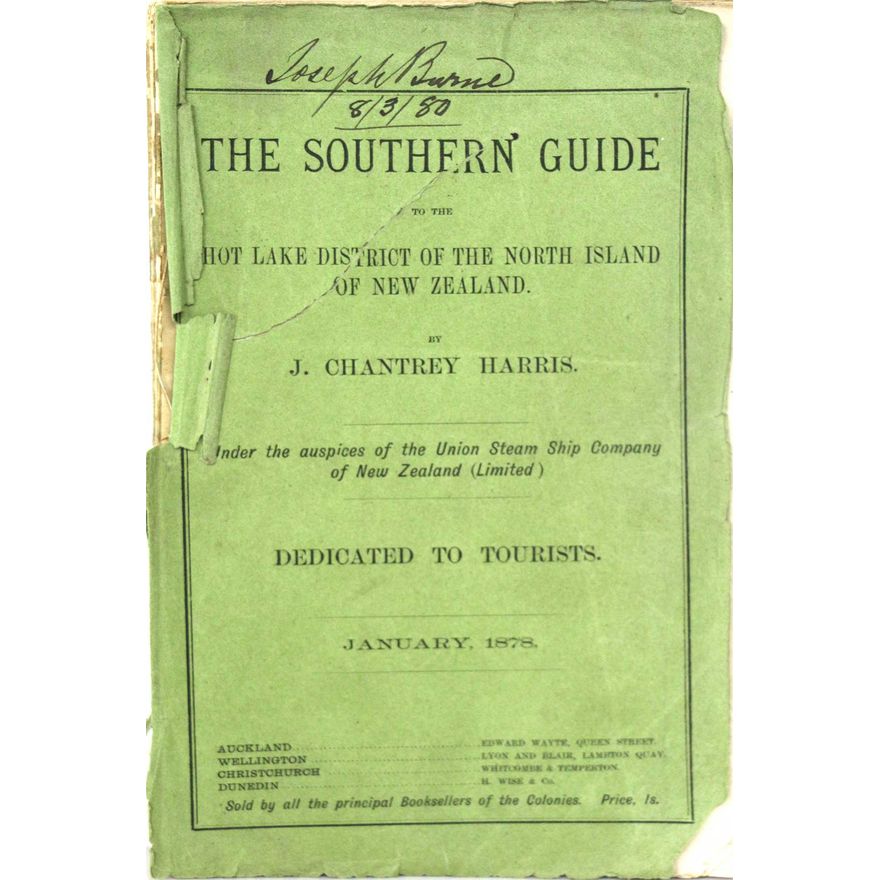 Joseph Burne
8/3/80
THE SOUTHERN GUIDE
TO THE
HOT LAKE DISTRICT OF THE NORTH ISLAND
OF NEW ZEALAND.
BY
J. CHANTREY HARRIS.
Under the auspices of the Union Steam Ship Company
of New Zealand (Limited)
DEDICATED TO TOURISTS.
JANUARY, 1878.
AUCKLAND EDWARD WAYTE, QUEEN STREET.
WELLINGTON LYON AND BLAIR, LAMBTON QUAY.
CHRISTCHURCH WHITCOMBE & TEMPERTON.
DUNEDIN H. WISE & Co.
Sold by all the principal Booksellers of the Colonies. Price, 1s.